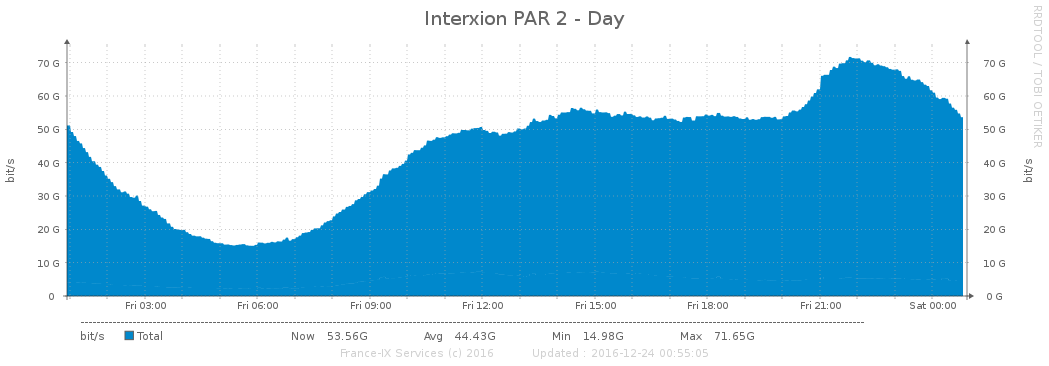 Interxion PAR 2 - Day
RRDTOOL / TOBI OETIKER
bit/s
70 G
60 G
50 G
40 G
30 G
20 G
10 G
0
70 G
60 G
50 G
40 G
30 G
20 G
10 G
0 G
bit/s
Fri 03:00 Fri 06:00 Fri 09:00 Fri 12:00 Fri 15:00 Fri 18:00 Fri 21:00 Sat 00:00
bit/s Total Now 53.56G Avg 44.43G Min 14.98G Max 71.65G
France-IX Services (c) 2016 Updated : 2016-12-24 00:55:05